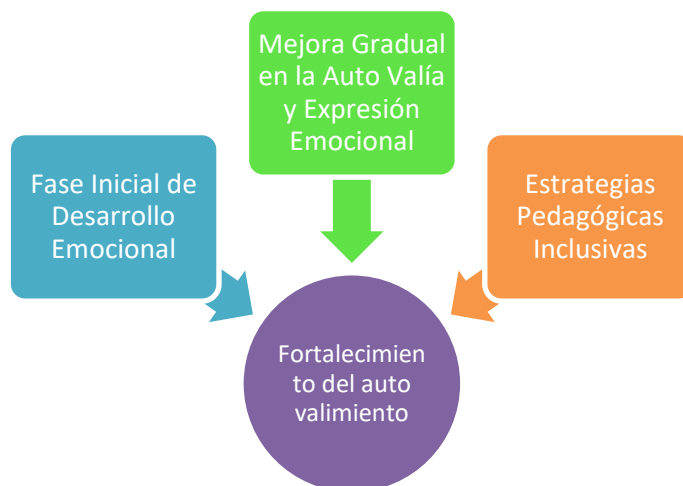 Mejora Gradual
en la Auto Valía
y Expresión
Emocional
Fase Inicial de
Desarrollo
Emocional
Estrategias
Pedagógicas
Inclusivas
Fortalecimien
to del auto
valimiento